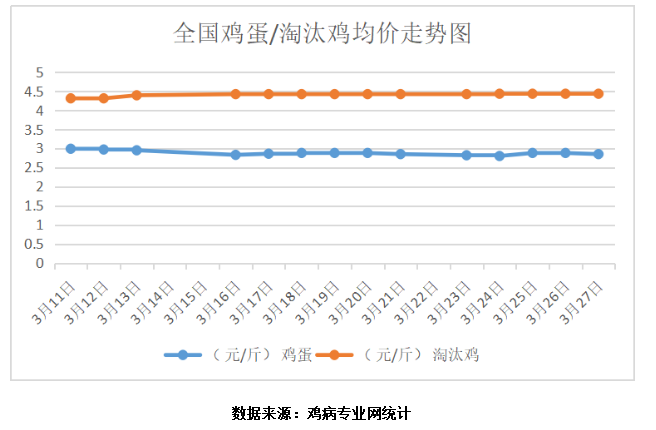 全国鸡蛋/淘汰鸡均价走势图
5
4.5
4
3.5
3
2.5
2
1.5
1
0.5
0
3月11日
3月12日
3月13日
3月14日
3月15日
3月16日
3月17日
3月18日
3月19日
3月20日
3月21日
3月22日
3月23日
3月24日
3月25日
3月26日
3月27日
（元/斤） 鸡蛋
（元/斤） 淘汰鸡
数据来源：鸡病专业网统计